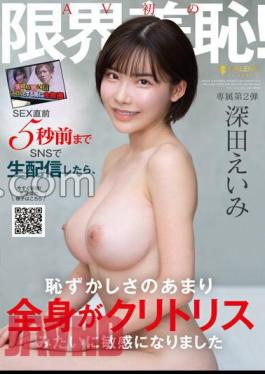 AV初の
限界羞恥!
SEX直前
5秒前まで
SNSで
生配信したら、
専属第2弾
深田えいみ
恥ずかしさのあまり
全身がクリトリス
みたいに敏感になりました